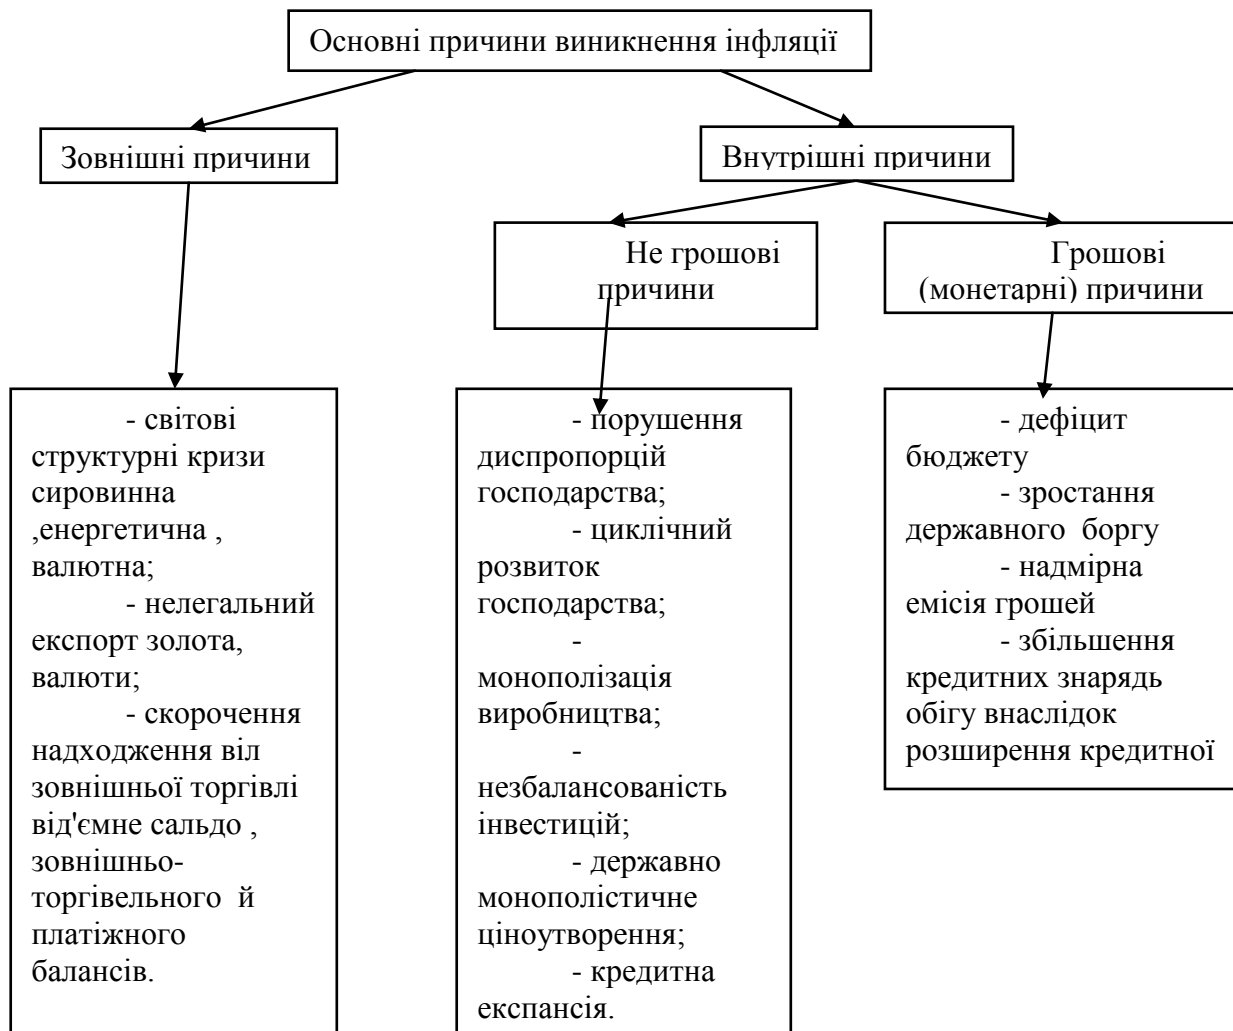 Основні причини виникнення інфляції
Зовнішні причини
Внутрішні причини
Не грошові
причини
Грошові
(монетарні) причини
- світові
структурні кризи
сировинна
,енергетична ,
валютна;
- нелегальний
експорт золота,
валюти;
- скорочення
надходження віл
зовнішньої торгівлі
від'ємне сальдо ,
зовнішньо-
торгівельного й
платіжного
балансів.
- порушення
диспропорцій
господарства;
- циклічний
розвиток
господарства;
-
монополізація
виробництва;
-
незбалансованість
інвестицій;
- державно
монополістичне
ціноутворення;
- кредитна
експансія.
- дефіцит
бюджету
- зростання
державного боргу
- надмірна
емісія грошей
- збільшення
кредитних знарядь
обігу внаслідок
розширення кредитної